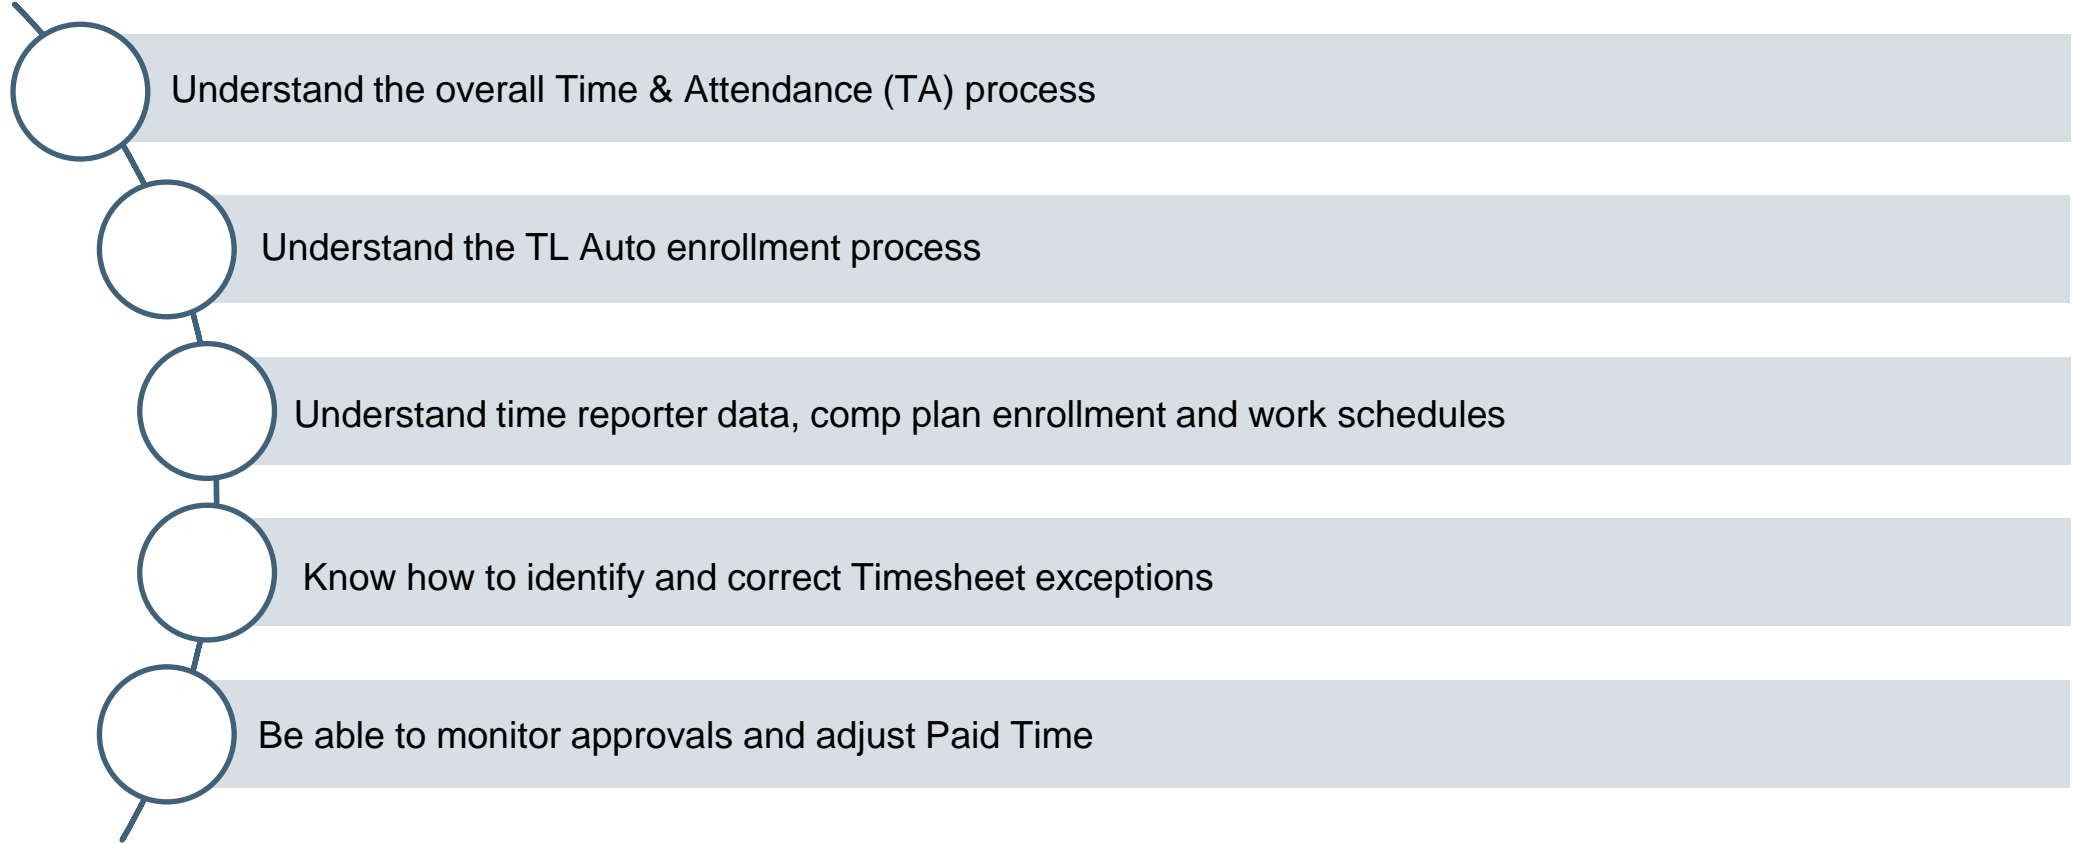 Understand the overall Time & Attendance (TA) process
Understand the TL Auto enrollment process
Understand time reporter data, comp plan enrollment and work schedules
Know how to identify and correct Timesheet exceptions
Be able to monitor approvals and adjust Paid Time